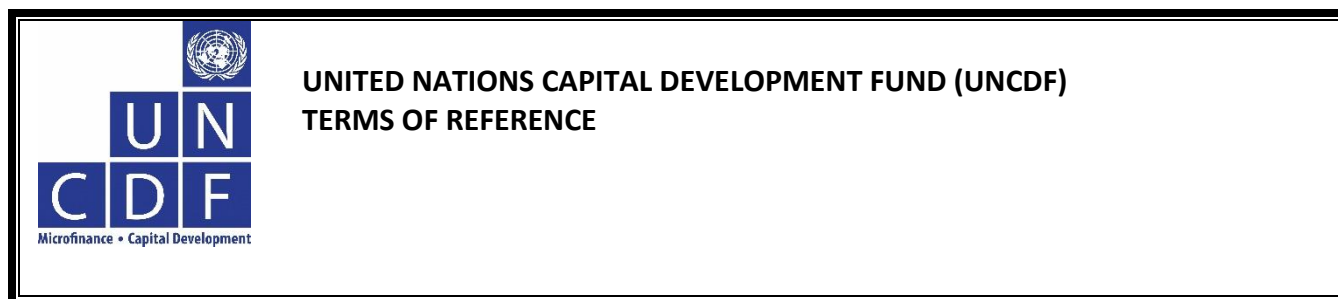 UNITED NATIONS CAPITAL DEVELOPMENT FUND (UNCDF)
TERMS OF REFERENCE
U N
C D F
Microfinance • Capital Development